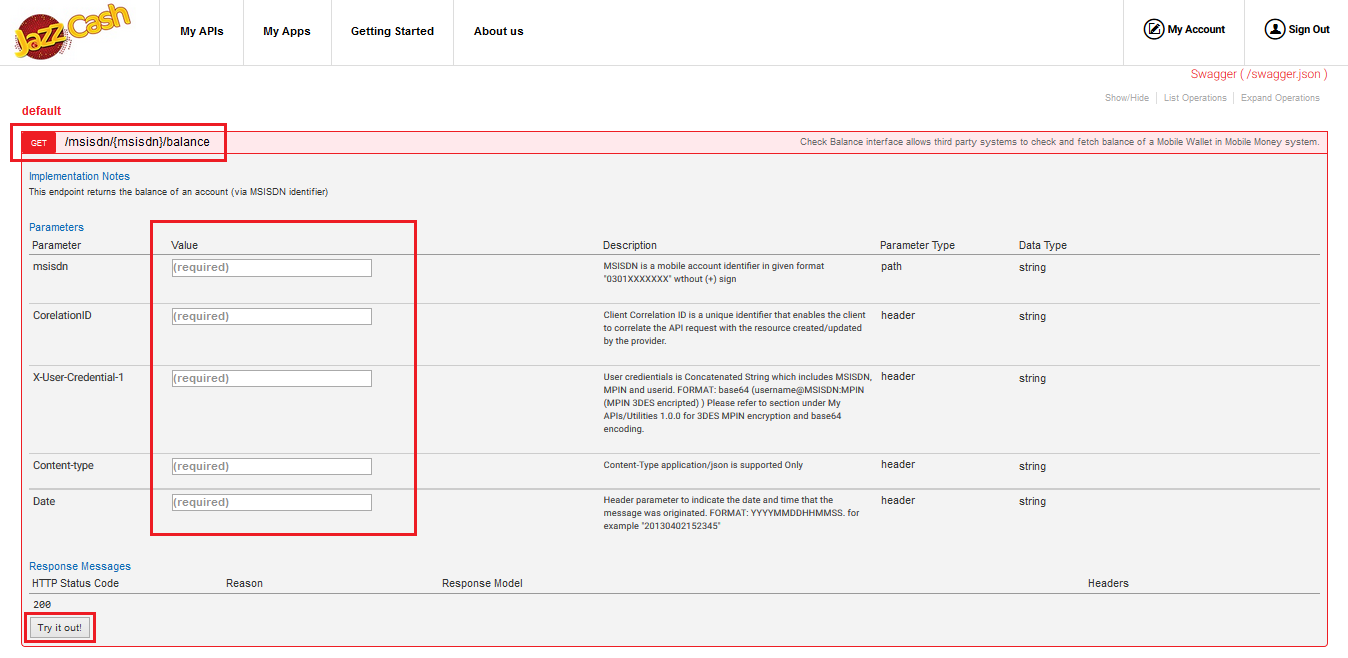 JazzCash
My APIs
My Apps
Getting Started
About us
My Account
Sign Out
Swagger ( /swagger.json )
default
Show/Hide
List Operations
Expand Operations
GET /msisdn/{msisdn}/balance
Check Balance interface allows third party systems to check and fetch balance of a Mobile Wallet in Mobile Money system.
Implementation Notes
This endpoint returns the balance of an account (via MSISDN identifier)
Parameters
Parameter Value Description Parameter Type Data Type
msisdn (required) MSISDN is a mobile account identifier in given format path string
"0301XXXXXXX" wthout (+) sign
CorelationID (required) Client Correlation ID is a unique identifier that enables the client header string
to correlate the API request with the resource created/updated
by the provider.
X-User-Credential-1 (required) User credientials is Concatenated String which includes MSISDN, header string
MPIN and userid. FORMAT: base64 (username@MSISDN:MPIN
(MPIN 3DES encripted) ) Please refer to section under My
APIs/Utilities 1.0.0 for 3DES MPIN encryption and base64
encoding.
Content-type (required) Content-Type application/json is supported Only header string
Date (required) Header parameter to indicate the date and time that the header string
message was originated. FORMAT: YYYYMMDDHHMMSS. for
example "20130402152345"
Response Messages
HTTP Status Code Reason Response Model Headers
200
Try it out!